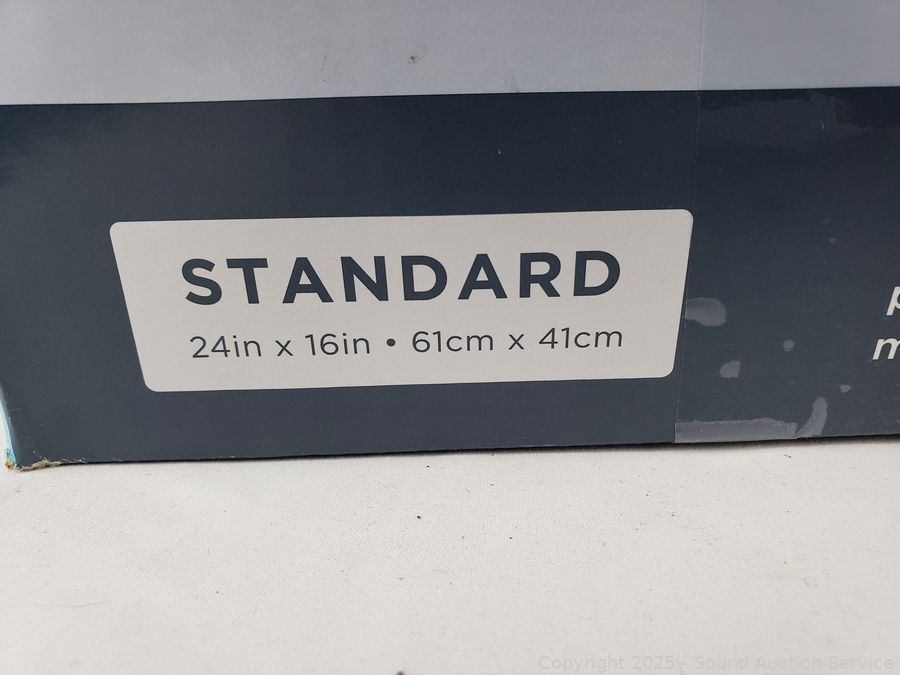 STANDARD
24in x 16in • 61cm x 41cm
Copyright 2025 - Sound Auction Service